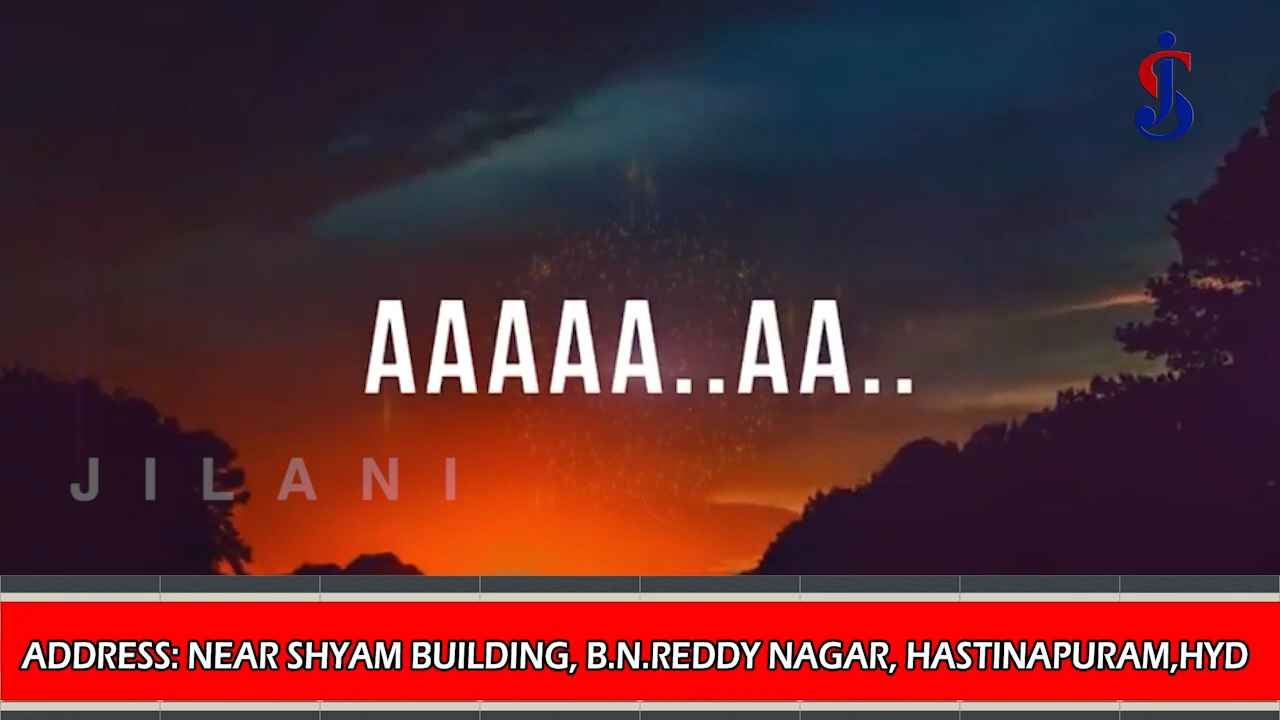 AAAAA..AA..
JILANI
ADDRESS: NEAR SHYAM BUILDING, B.N.REDDY NAGAR, HASTINAPURAM,HYD